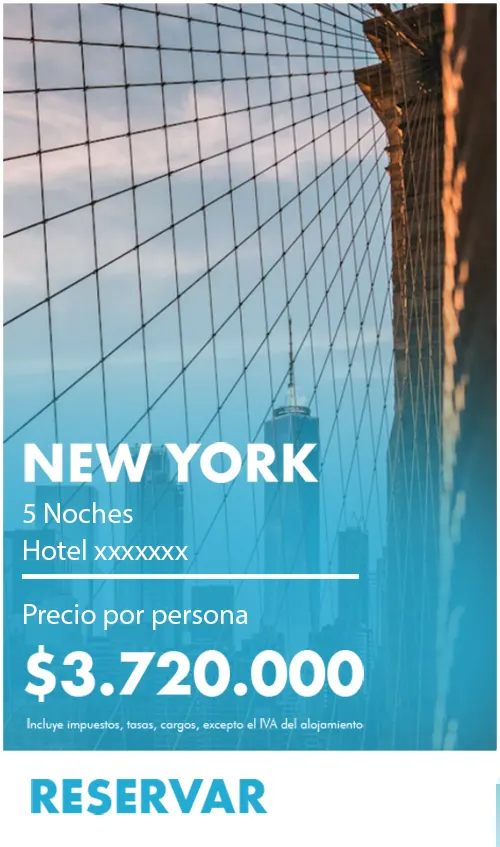 NEW YORK
5 Noches
Hotel xxxxxxx
Precio por persona
$3.720.000
Incluye impuestos, tasas, cargos, excepto el IVA del alojamiento
RESERVAR